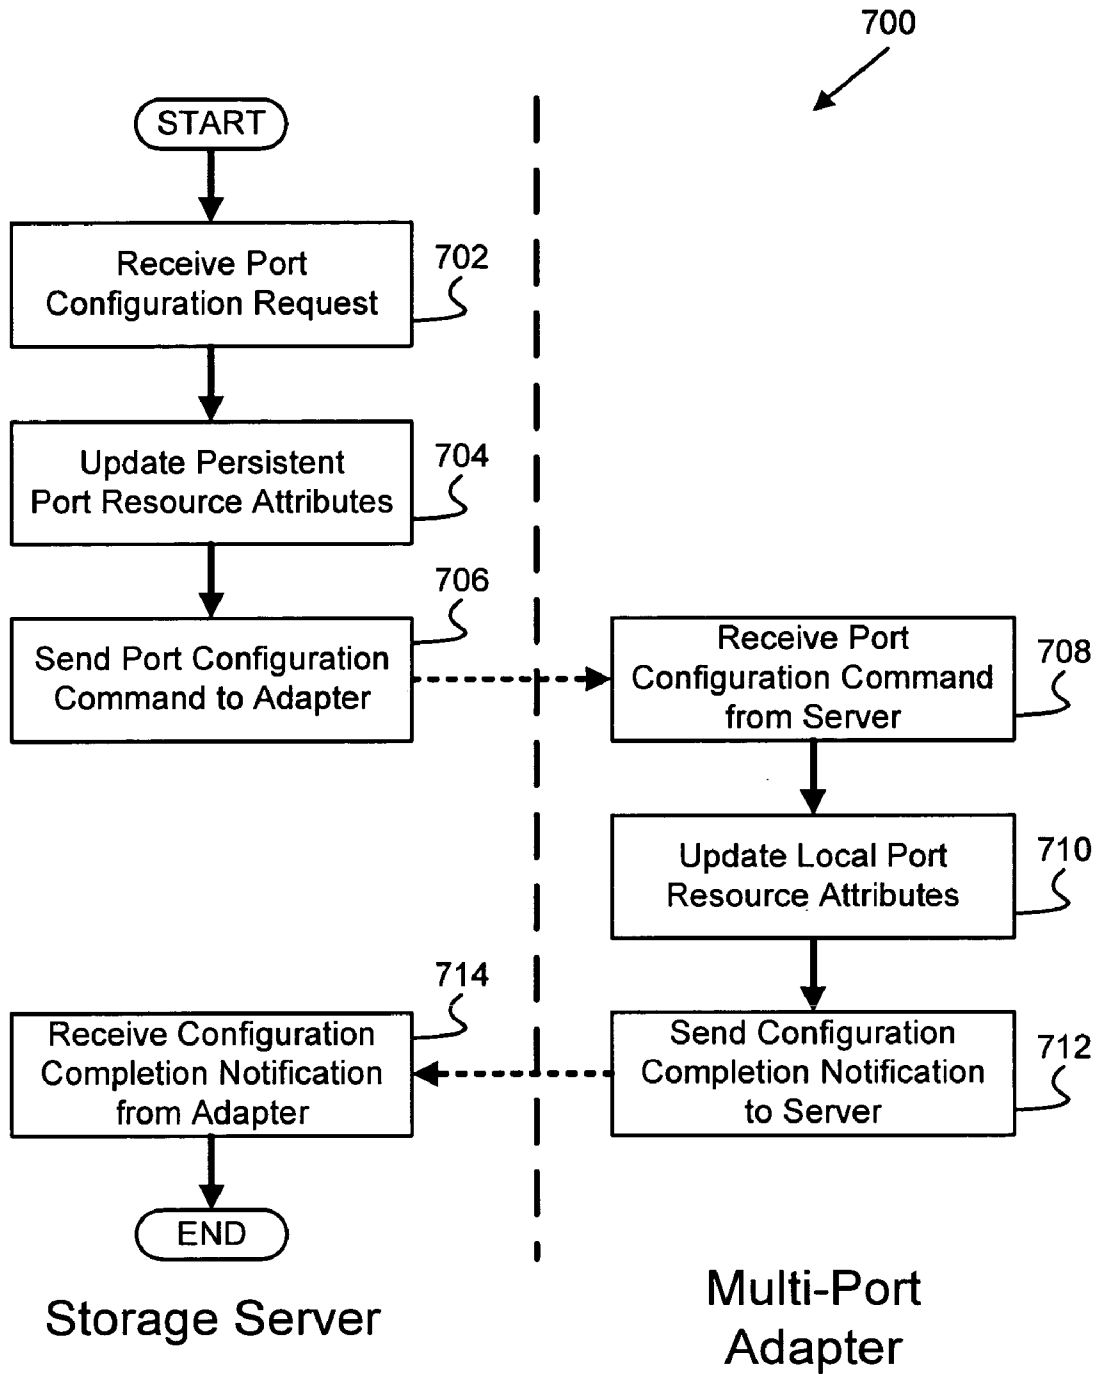 700
START
Receive Port
Configuration Request
702
Update Persistent
Port Resource Attributes
704
Send Port Configuration
Command to Adapter
706
Receive Port
Configuration Command
from Server
708
Update Local Port
Resource Attributes
710
Send Configuration
Completion Notification
to Server
712
Receive Configuration
Completion Notification
from Adapter
714
END
Storage Server
Multi-Port
Adapter